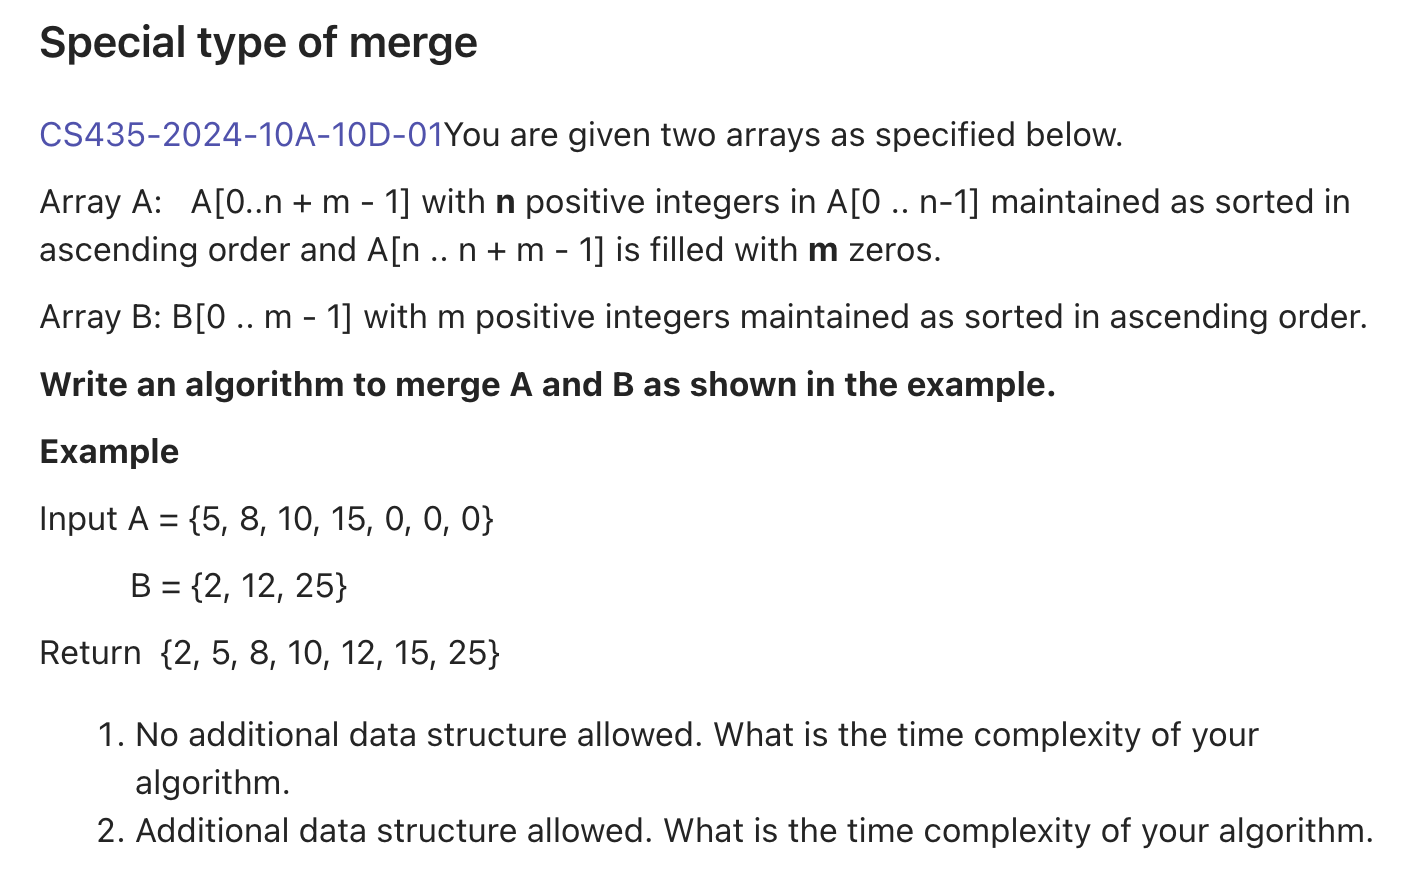 Special type of merge
CS435-2024-10A-10D-01You are given two arrays as specified below.
Array A:   A[0..n + m - 1] with n positive integers in A[0 .. n-1] maintained as sorted in
ascending order and A[n .. n + m - 1] is filled with m zeros.
Array B: B[0 .. m - 1] with m positive integers maintained as sorted in ascending order.
Write an algorithm to merge A and B as shown in the example.
Example
Input A = {5, 8, 10, 15, 0, 0, 0}
B = {2, 12, 25}
Return  {2, 5, 8, 10, 12, 15, 25}
1. No additional data structure allowed. What is the time complexity of your
algorithm.
2. Additional data structure allowed. What is the time complexity of your algorithm.